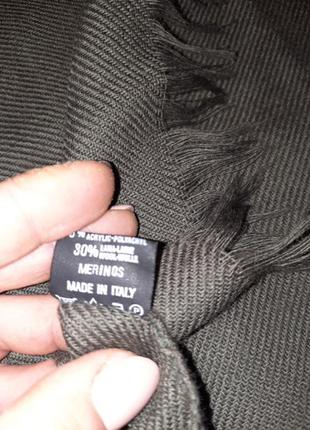 % ACRYLIC-POLYACRYL
30% LANA-LAINE
WOOL/WOLLE
MERINOS
MADE IN ITALY
P